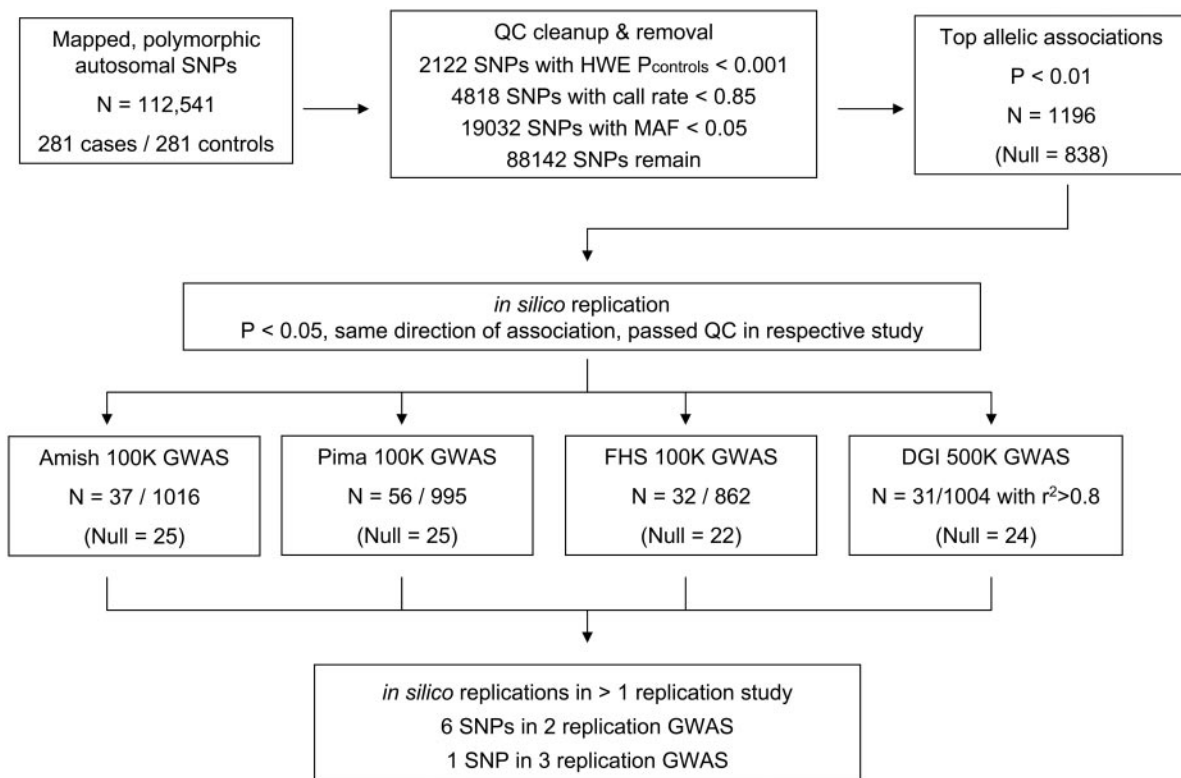 Mapped, polymorphic
autosomal SNPs
N = 112,541
281 cases / 281 controls
QC cleanup & removal
2122 SNPs with HWE Pcontrols < 0.001
4818 SNPs with call rate < 0.85
19032 SNPs with MAF < 0.05
88142 SNPs remain
Top allelic associations
P < 0.01
N = 1196
(Null = 838)
in silico replication
P < 0.05, same direction of association, passed QC in respective study
Amish 100K GWAS
N = 37 / 1016
(Null = 25)
Pima 100K GWAS
N = 56 / 995
(Null = 25)
FHS 100K GWAS
N = 32 / 862
(Null = 22)
DGI 500K GWAS
N = 31/1004 with r²>0.8
(Null = 24)
in silico replications in > 1 replication study
6 SNPs in 2 replication GWAS
1 SNP in 3 replication GWAS